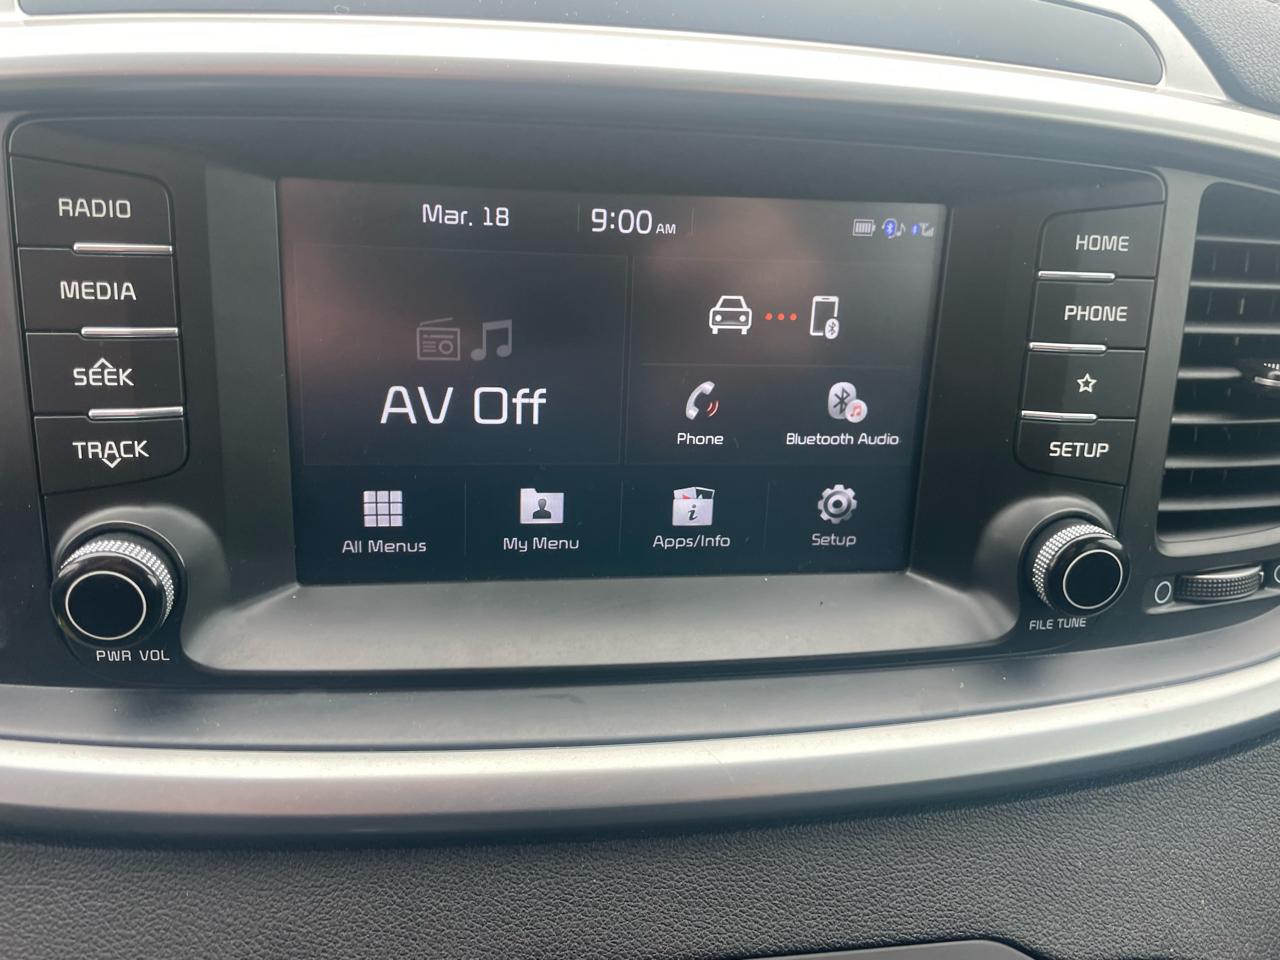 RADIO
MEDIA
SEEK
TRACK
PWR VOL
Mar. 18
9:00 AM
AV Off
Phone
Bluetooth Audio
All Menus
My Menu
Apps/Info
Setup
HOME
PHONE
SETUP
FILE TUNE